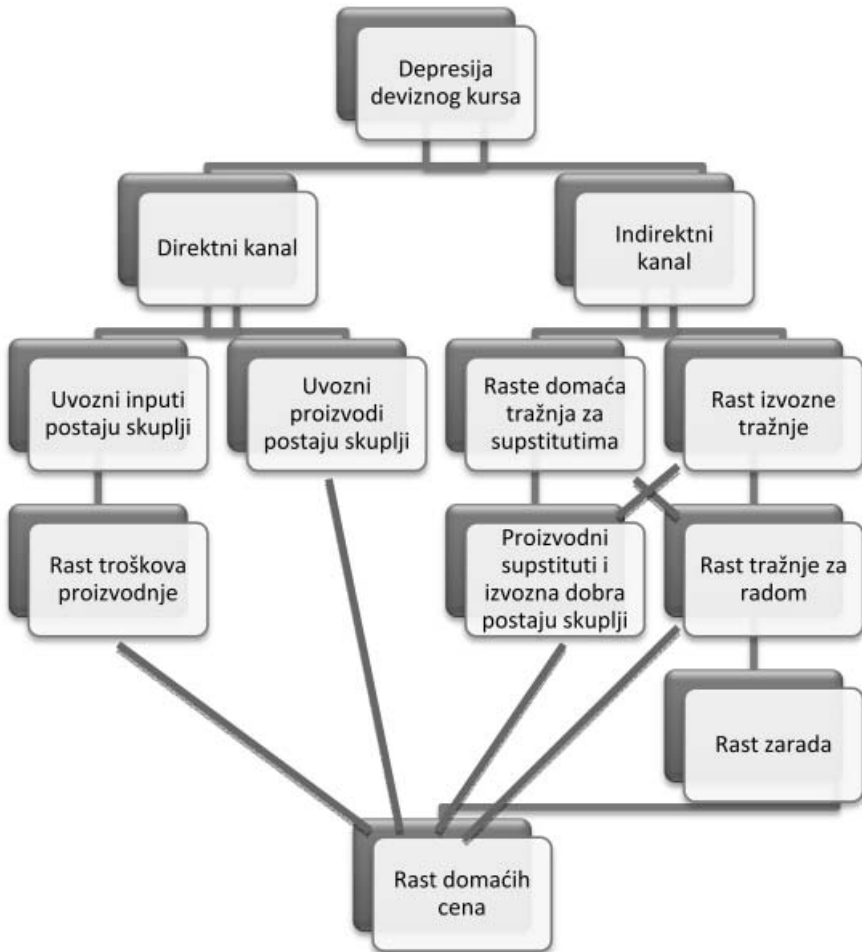 Depresija
deviznog kursa
Direktni kanal
Indirektni
kanal
Uvozni inputi
postaju skuplji
Uvozni
proizvodi
postaju skuplji
Raste domaća
tražnja za
supstitutima
Rast izvozne
tražnje
Rast troškova
proizvodnje
Proizvodni
supstituti i
izvozna dobra
postaju skuplji
Rast tražnje za
radom
Rast zarada
Rast domaćih
cena